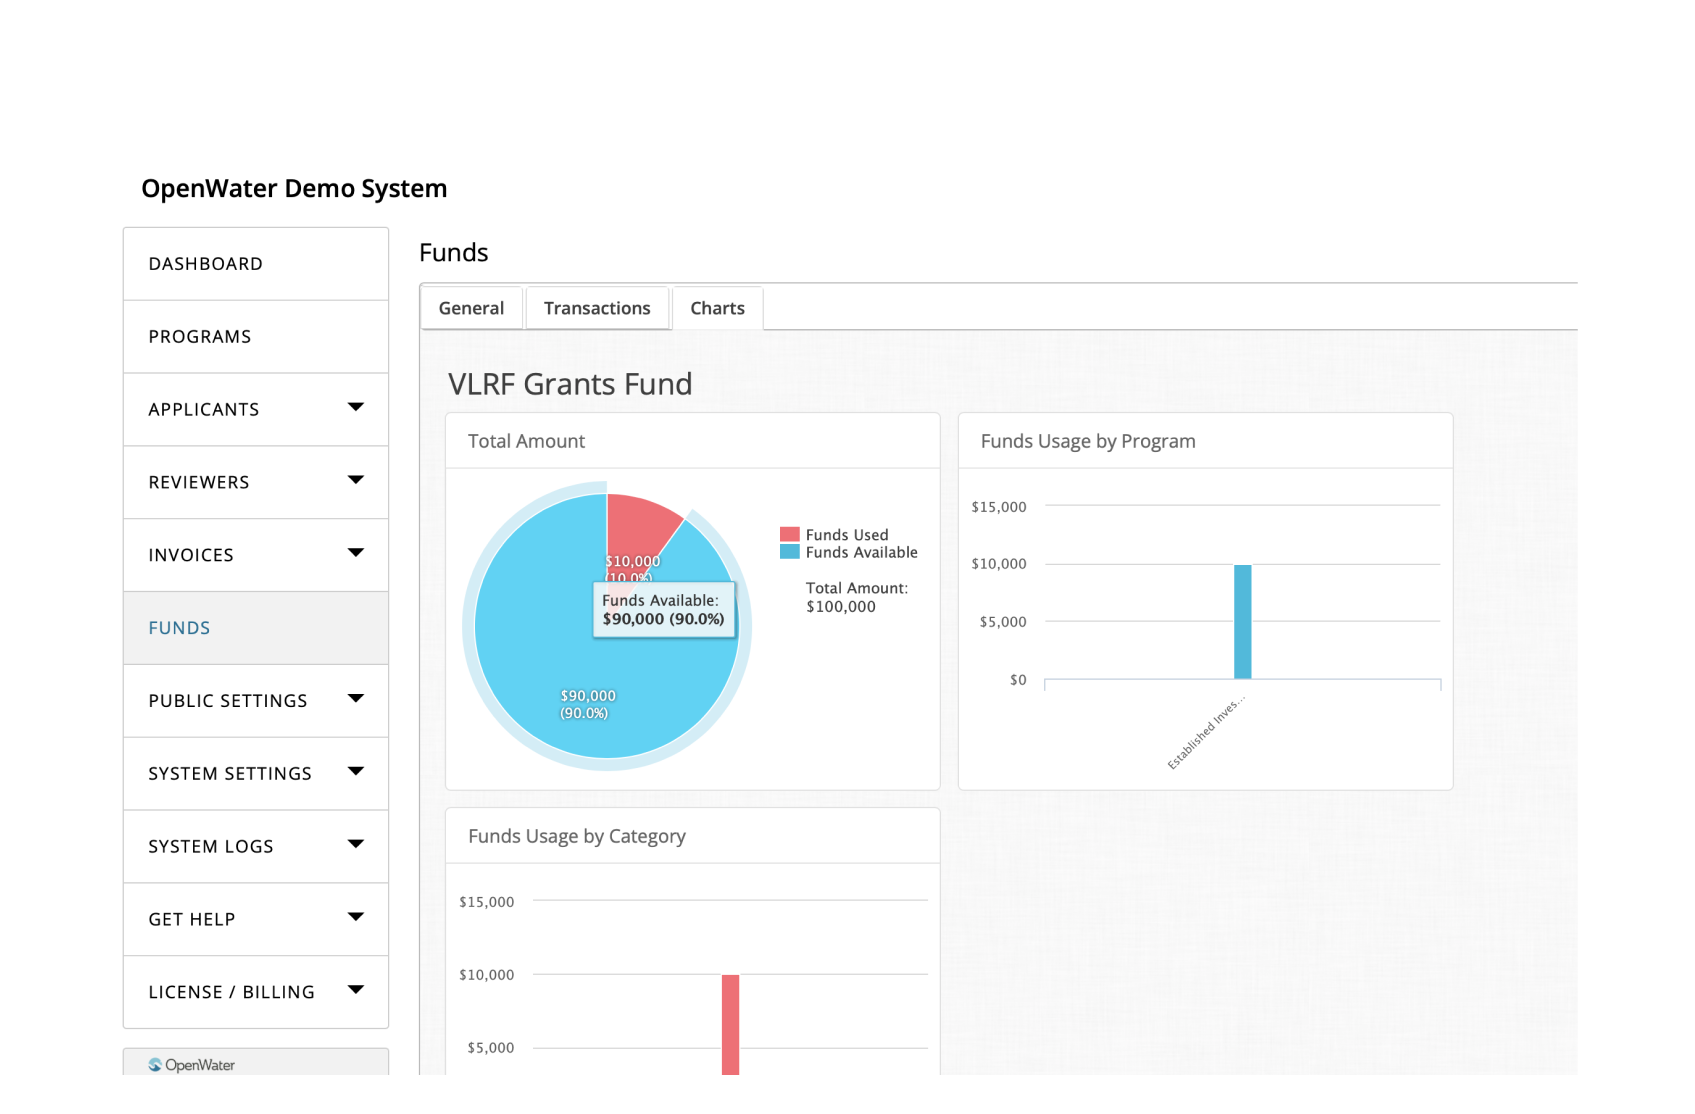 OpenWater Demo System
DASHBOARD
PROGRAMS
APPLICANTS
REVIEWERS
INVOICES
FUNDS
PUBLIC SETTINGS
SYSTEM SETTINGS
SYSTEM LOGS
GET HELP
LICENSE / BILLING
OpenWater
Funds
General
Transactions
Charts
VLRF Grants Fund
Total Amount
$10,000
(10.0%)
Funds Available:
$90,000 (90.0%)
$90,000
(90.0%)
Funds Used
Funds Available
Total Amount:
$100,000
Funds Usage by Program
$15,000
$10,000
$5,000
$0
Established Inves...
Funds Usage by Category
$15,000
$10,000
$5,000